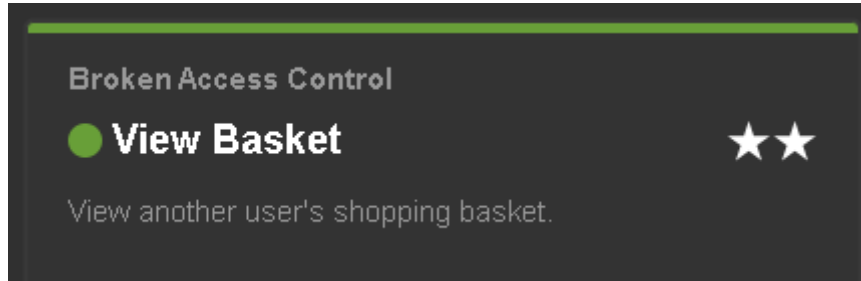 Broken Access Control
View Basket
View another user's shopping basket.